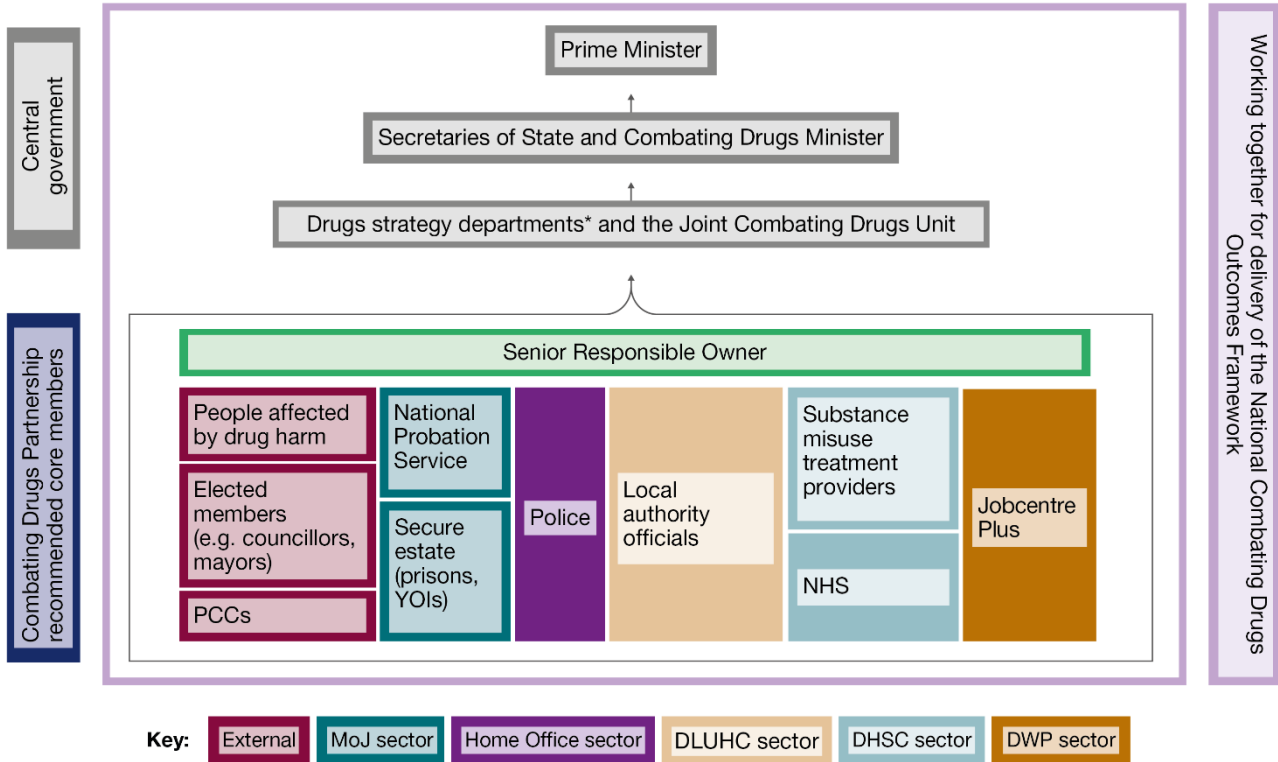 Central
government
Prime Minister
Secretaries of State and Combating Drugs Minister
Drugs strategy departments* and the Joint Combating Drugs Unit
Working together for delivery of the National Combating Drugs
Outcomes Framework
Combating Drugs Partnership
recommended core members
Senior Responsible Owner
People affected
by drug harm
Elected
members
(e.g. councillors,
mayors)
PCCs
National
Probation
Service
Secure
estate
(prisons,
YOIs)
Police
Local
authority
officials
Substance
misuse
treatment
providers
NHS
Jobcentre
Plus
Key: External MoJ sector Home Office sector DLUHC sector DHSC sector DWP sector